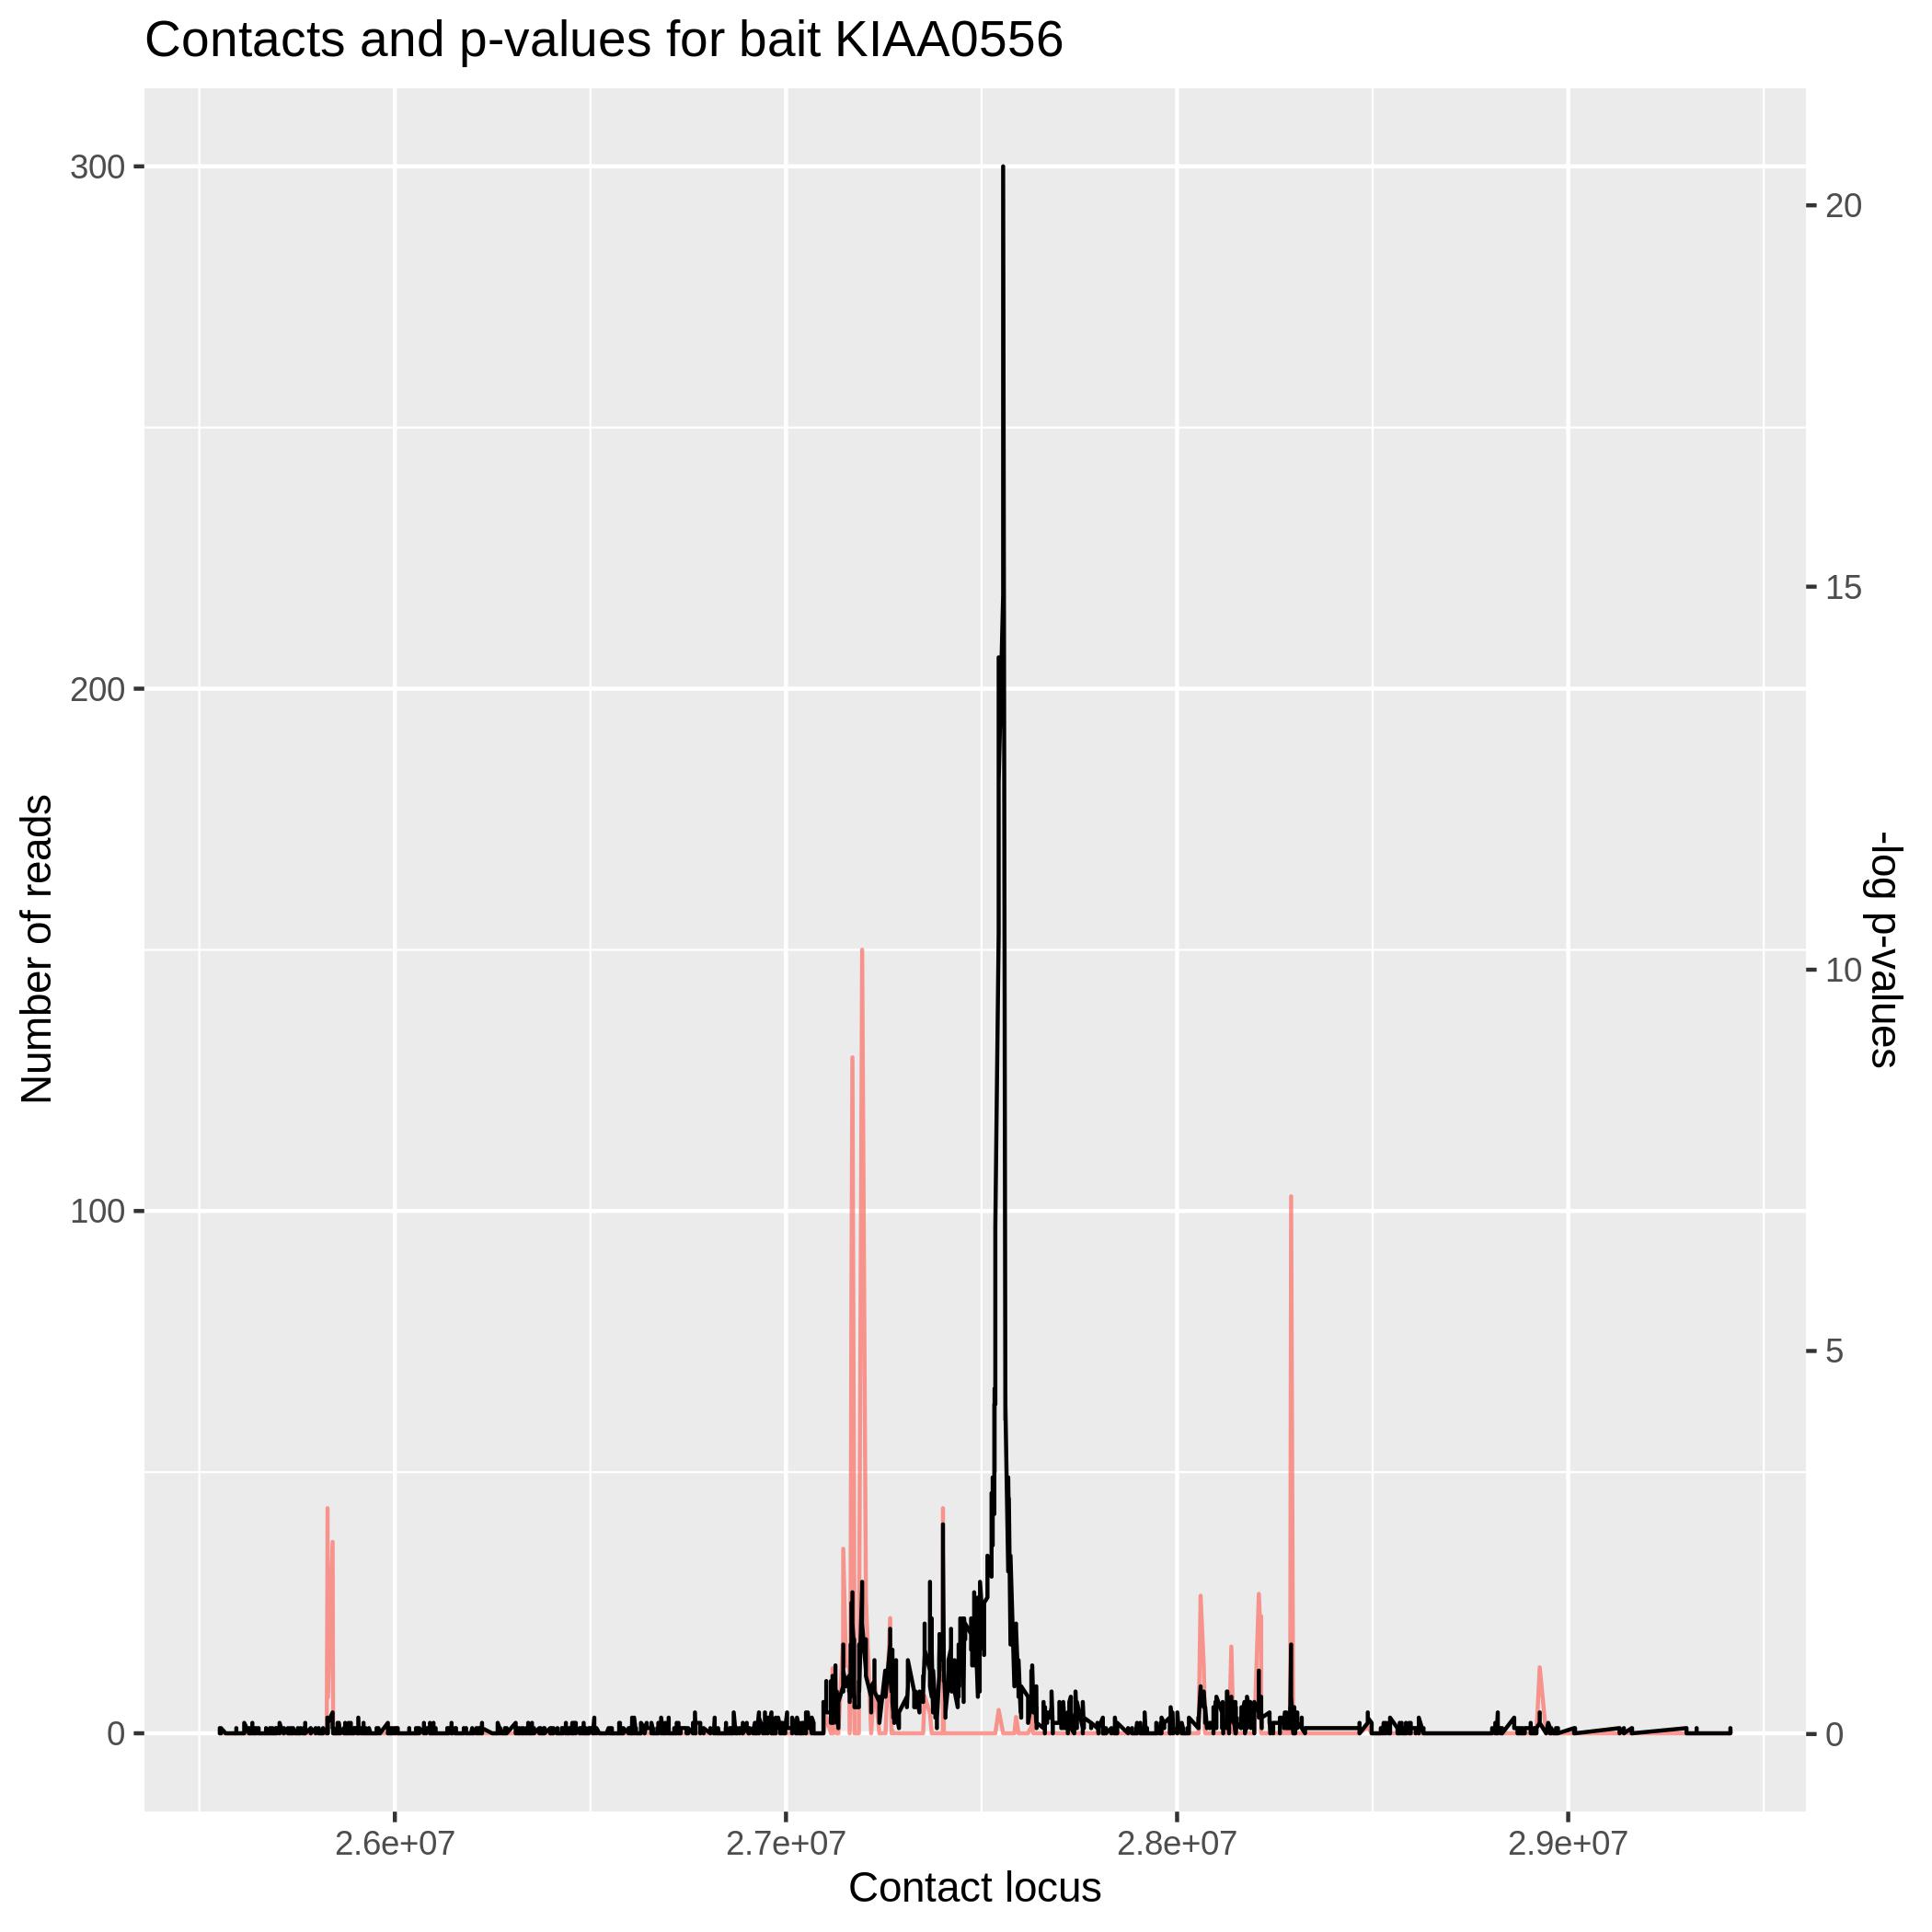 Contacts and p-values for bait KIAA0556
300
200
100
0
Number of reads
20
15
10
5
0
-log p-values
2.6e+07
2.7e+07
2.8e+07
2.9e+07
Contact locus